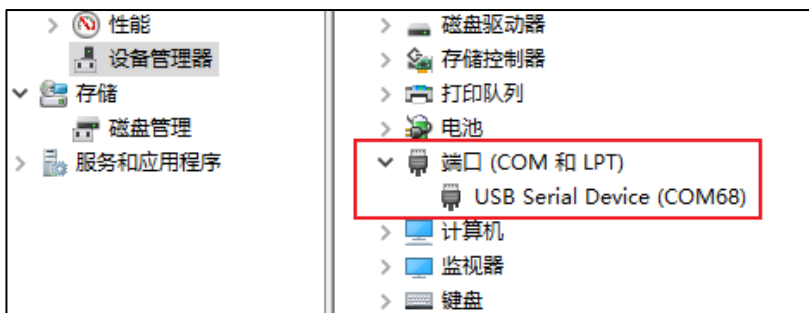 性能
设备管理器
存储
磁盘管理
服务和应用程序
磁盘驱动器
存储控制器
打印队列
电池
端口 (COM 和 LPT)
USB Serial Device (COM68)
计算机
监视器
键盘